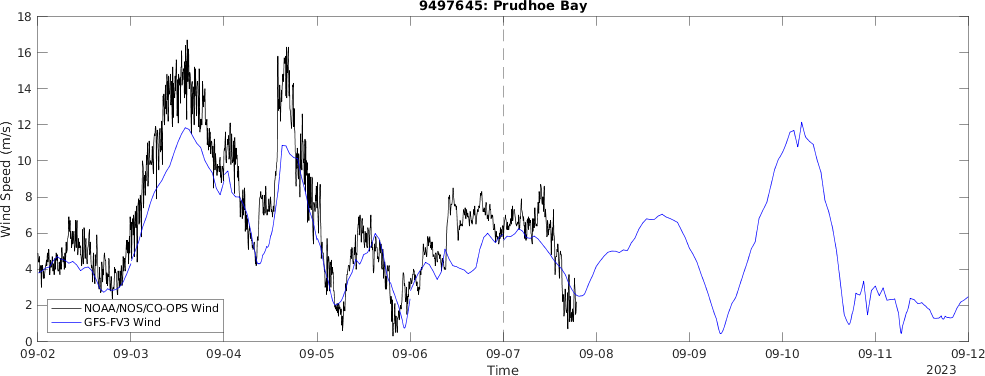 9497645: Prudhoe Bay
18
16
14
12
10
8
6
4
2
0
Wind Speed (m/s)
NOAA/NOS/CO-OPS Wind
GFS-FV3 Wind
09-02 09-03 09-04 09-05 09-06 09-07 09-08 09-09 09-10 09-11 09-12
Time
2023